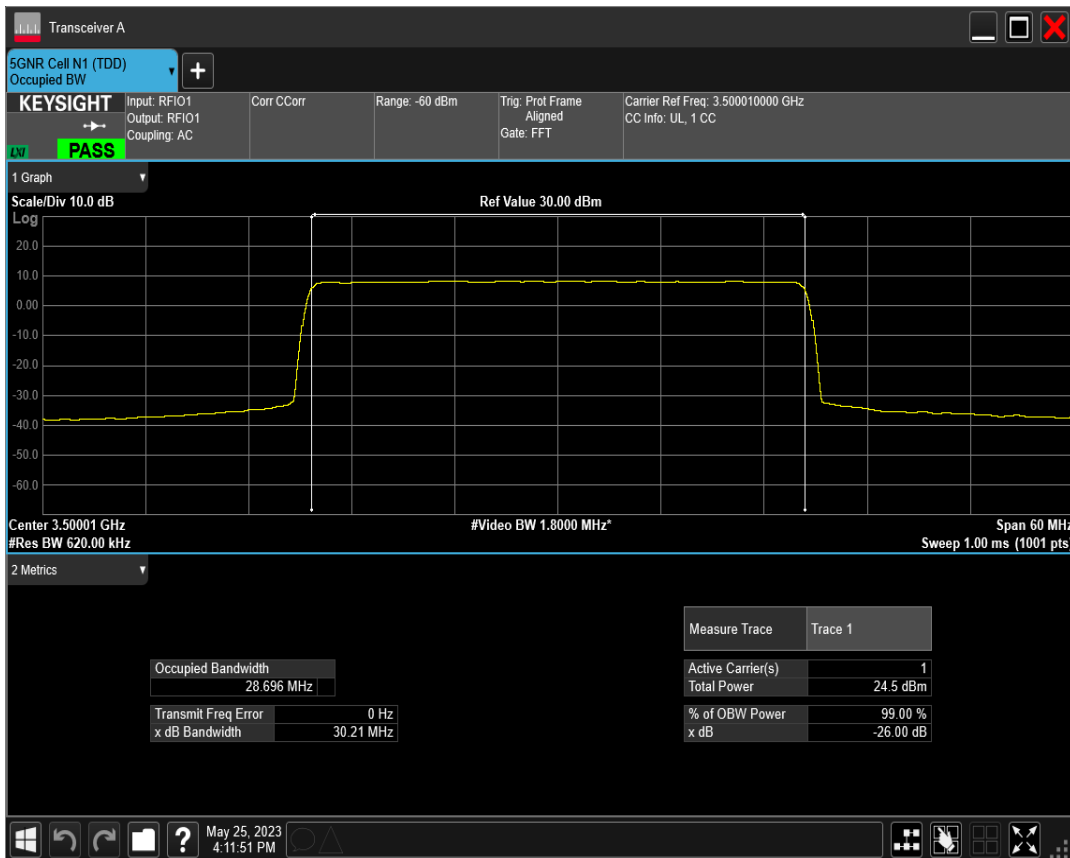 Transceiver A
5GNR Cell N1 (TDD)
Occupied BW
+
KEYSIGHT
LXI
PASS
Input: RFIO1
Output: RFIO1
Coupling: AC
Corr CCorr
Range: -60 dBm
Trig: Prot Frame
Aligned
Gate: FFT
Carrier Ref Freq: 3.500010000 GHz
CC Info: UL, 1 CC
1 Graph
Scale/Div 10.0 dB
Ref Value 30.00 dBm
Log
20.0
10.0
0.00
-10.0
-20.0
-30.0
-40.0
-50.0
-60.0
Center 3.50001 GHz
#Video BW 1.8000 MHz*
Span 60 MHz
#Res BW 620.00 kHz
Sweep 1.00 ms (1001 pts)
2 Metrics
Measure Trace Trace 1
Occupied Bandwidth
28.696 MHz
Active Carrier(s) 1
Total Power 24.5 dBm
Transmit Freq Error 0 Hz
x dB Bandwidth 30.21 MHz
% of OBW Power 99.00 %
x dB -26.00 dB
?
May 25, 2023
4:11:51 PM